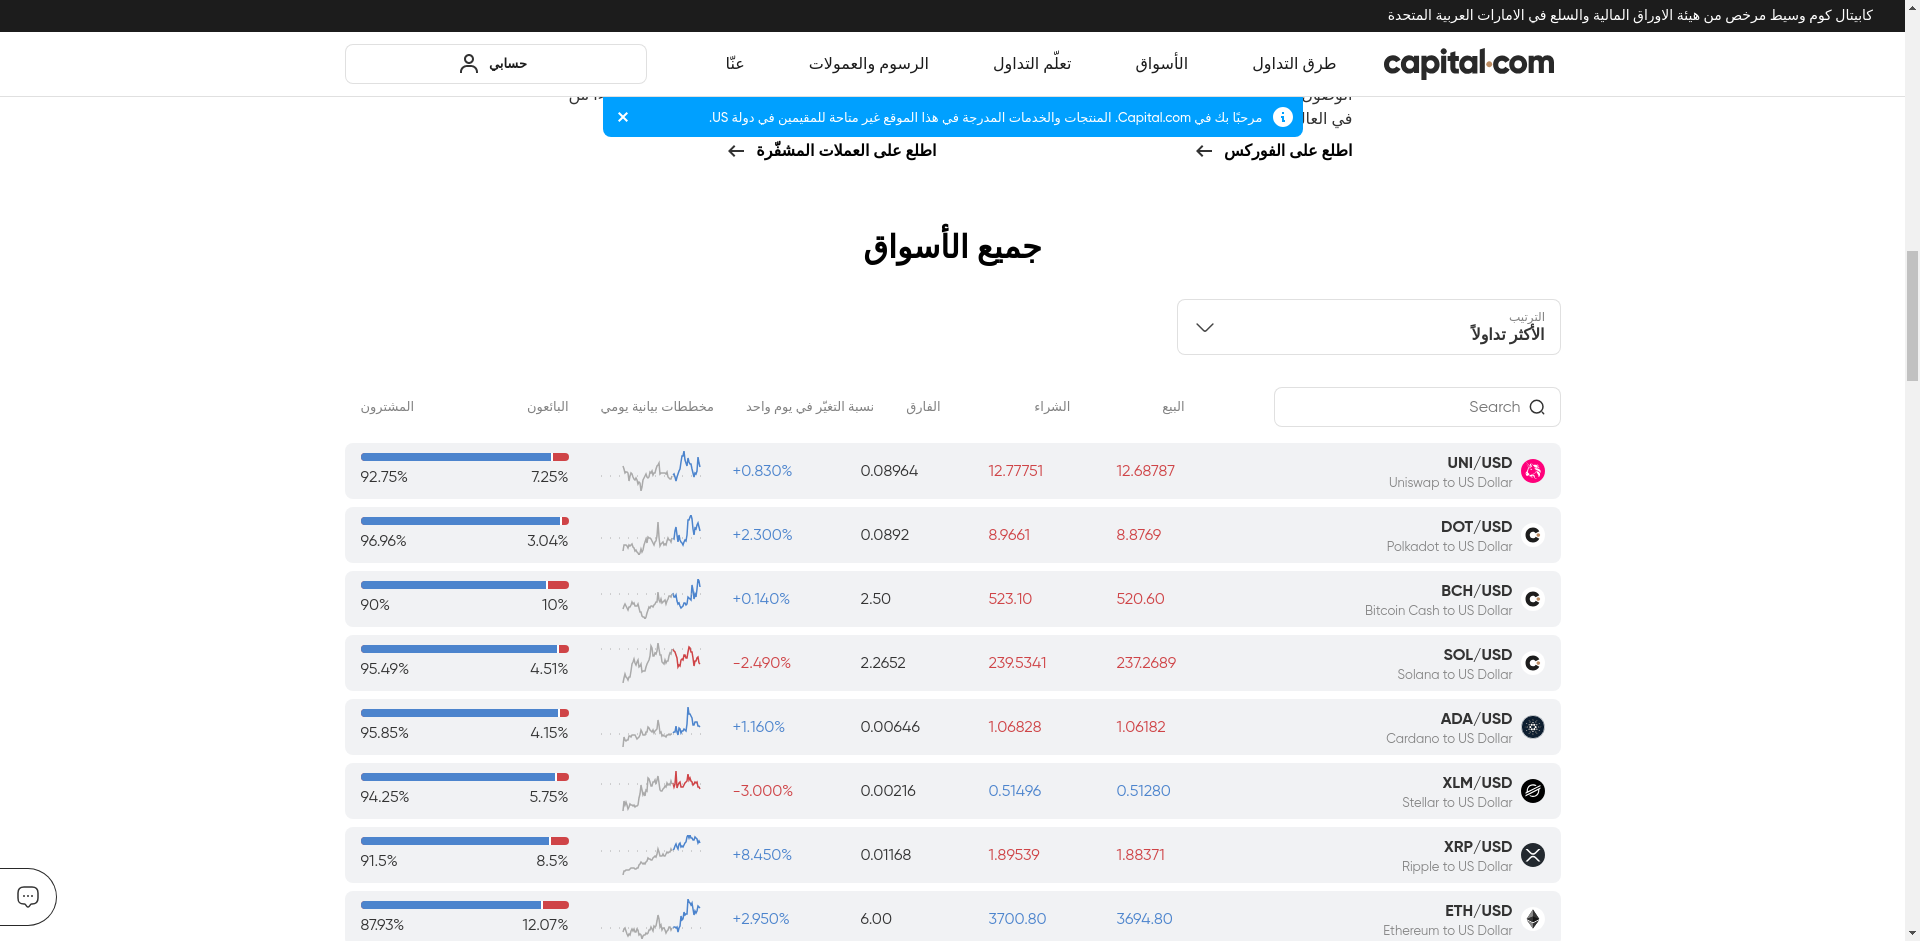 كابيتال كوم وسيط مرخص من هيئة الاوراق المالية والسلع في الامارات العربية المتحدة
capital.com
طرق التداول
الأسواق
تعلّم التداول
الرسوم والعمولات
عنّا
حسابي
مرحبًا بك في Capital.com. المنتجات والخدمات المدرجة في هذا الموقع غير متاحة للمقيمين في دولة US.
اطلع على الفوركس
اطلع على العملات المشفّرة
جميع الأسواق
الترتيب
الأكثر تداولاً
Search
البيع
الشراء
الفارق
نسبة التغيّر في يوم واحد
مخططات بيانية يومي
البائعون
المشترون
UNI/USD
Uniswap to US Dollar
12.68787
12.77751
0.08964
+0.830%
7.25%
92.75%
DOT/USD
Polkadot to US Dollar
8.8769
8.9661
0.0892
+2.300%
3.04%
96.96%
BCH/USD
Bitcoin Cash to US Dollar
520.60
523.10
2.50
+0.140%
10%
90%
SOL/USD
Solana to US Dollar
237.2689
239.5341
2.2652
-2.490%
4.51%
95.49%
ADA/USD
Cardano to US Dollar
1.06182
1.06828
0.00646
+1.160%
4.15%
95.85%
XLM/USD
Stellar to US Dollar
0.51280
0.51496
0.00216
-3.000%
5.75%
94.25%
XRP/USD
Ripple to US Dollar
1.88371
1.89539
0.01168
+8.450%
8.5%
91.5%
ETH/USD
Ethereum to US Dollar
3694.80
3700.80
6.00
+2.950%
12.07%
87.93%